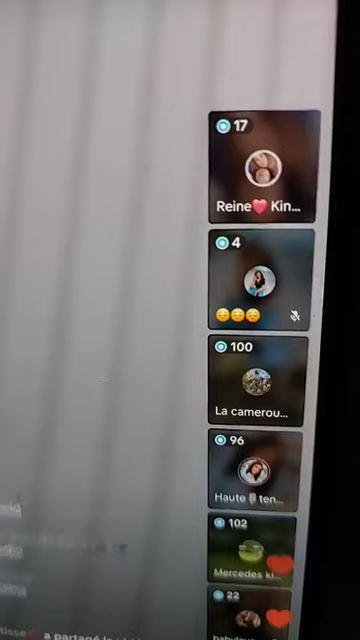 17
Reine❤️ Kin...
4
😌😌😌
100
La camerou...
96
Haute 🎙️ ten...
102
Mercedes ki...
22
a partagé